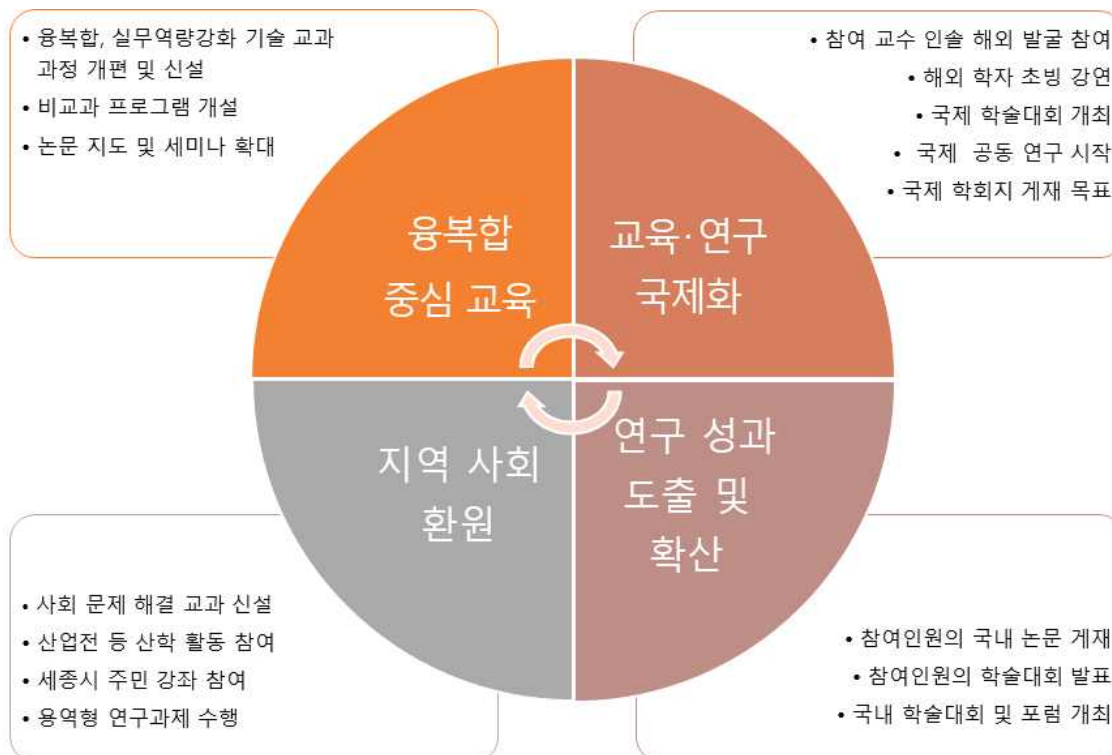 • 융복합, 실무역량강화 기술 교과
과정 개편 및 신설
• 비교과 프로그램 개설
• 논문 지도 및 세미나 확대
• 참여 교수 인솔 해외 발굴 참여
• 해외 학자 초빙 강연
• 국제 학술대회 개최
• 국제 공동 연구 시작
• 국제 학회지 게재 목표
융복합
중심 교육
교육·연구
국제화
지역 사회
환원
연구 성과
도출 및
확산
• 사회 문제 해결 교과 신설
• 산업전 등 산학 활동 참여
• 세종시 주민 강좌 참여
• 용역형 연구과제 수행
• 참여인원의 국내 논문 게재
• 참여인원의 학술대회 발표
• 국내 학술대회 및 포럼 개최